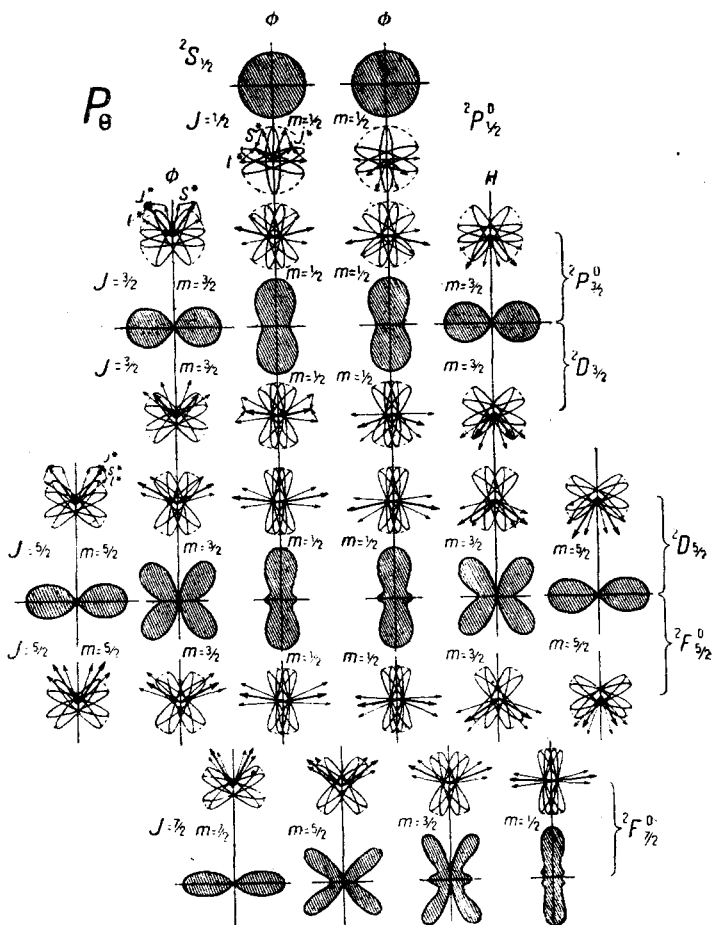 Φ Φ
²S₁/₂
P_θ
J=1/2 m=1/2 m=1/2 ²P⁰₁/₂
S* j*
l*
Φ H
j* S*
l*
J=3/2 m=3/2 m=1/2 m=1/2 m=3/2 ²P⁰₃/₂
J=3/2 m=3/2 m=1/2 m=1/2 m=3/2 ²D₃/₂
j*
S*
l*
J=5/2 m=5/2 m=3/2 m=1/2 m=1/2 m=3/2 m=5/2 ²D₅/₂
J=5/2 m=5/2 m=3/2 m=1/2 m=1/2 m=3/2 m=5/2 ²F⁰₅/₂
J=7/2 m=7/2 m=5/2 m=3/2 m=1/2 ²F⁰₇/₂